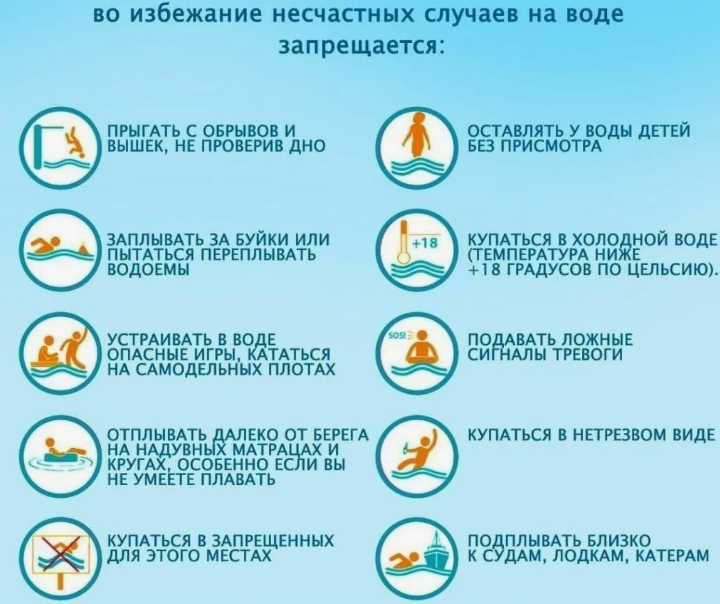 во избежание несчастных случаев на воде
запрещается:
ПРЫГАТЬ С ОБРЫВОВ И
ВЫШЕК, НЕ ПРОВЕРИВ ДНО
ОСТАВЛЯТЬ У ВОДЫ ДЕТЕЙ
БЕЗ ПРИСМОТРА
ЗАПЛЫВАТЬ ЗА БУЙКИ ИЛИ
ПЫТАТЬСЯ ПЕРЕПЛЫВАТЬ
ВОДОЕМЫ
+18
КУПАТЬСЯ В ХОЛОДНОЙ ВОДЕ
(ТЕМПЕРАТУРА НИЖЕ
+18 ГРАДУСОВ ПО ЦЕЛЬСИЮ).
УСТРАИВАТЬ В ВОДЕ
ОПАСНЫЕ ИГРЫ, КАТАТЬСЯ
НА САМОДЕЛЬНЫХ ПЛОТАХ
SOS!
ПОДАВАТЬ ЛОЖНЫЕ
СИГНАЛЫ ТРЕВОГИ
ОТПЛЫВАТЬ ДАЛЕКО ОТ БЕРЕГА
НА НАДУВНЫХ МАТРАЦАХ И
КРУГАХ, ОСОБЕННО ЕСЛИ ВЫ
НЕ УМЕЕТЕ ПЛАВАТЬ
КУПАТЬСЯ В НЕТРЕЗВОМ ВИДЕ
КУПАТЬСЯ В ЗАПРЕЩЕННЫХ
ДЛЯ ЭТОГО МЕСТАХ
ПОДПЛЫВАТЬ БЛИЗКО
К СУДАМ, ЛОДКАМ, КАТЕРАМ